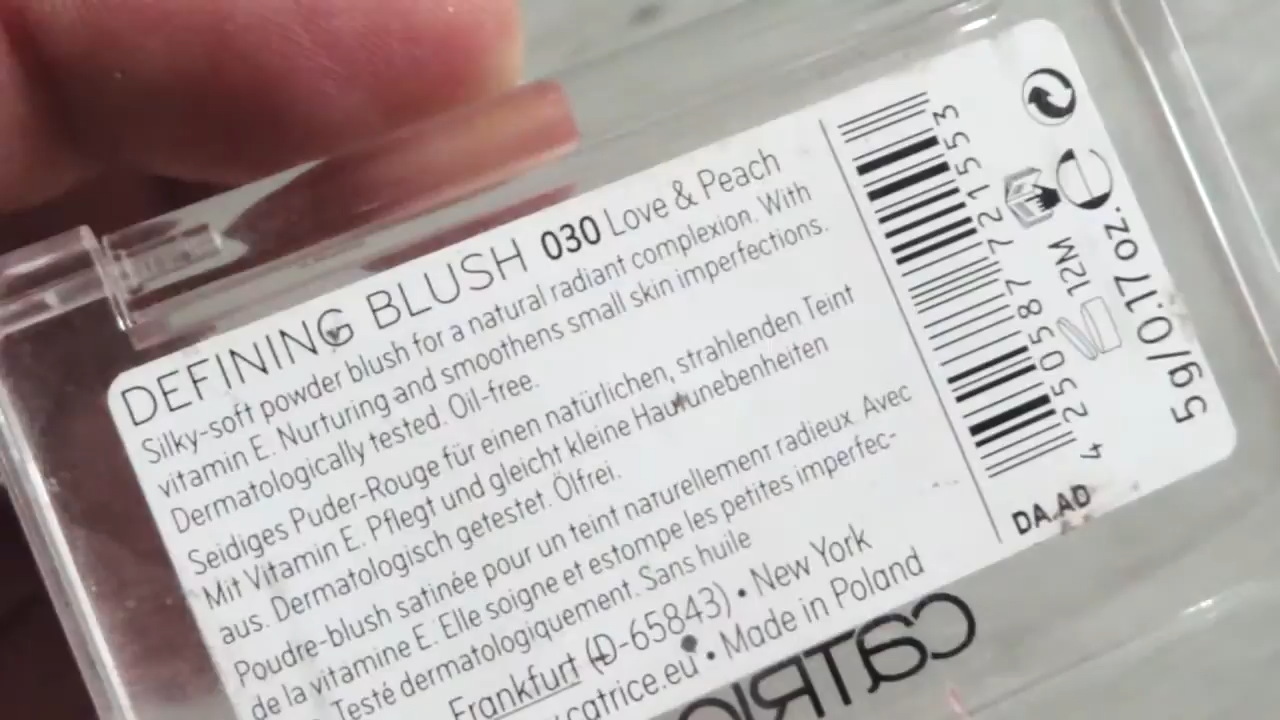 DEFINING BLUSH 030 Love & Peach
Silky-soft powder blush for a natural radiant complexion. With
vitamin E. Nurturing and smoothens small skin imperfections.
Dermatologically tested. Oil-free.
Seidiges Puder-Rouge für einen natürlichen, strahlenden Teint
Mit Vitamin E. Pflegt und gleicht kleine Hautunebenheiten
aus. Dermatologisch getestet. Ölfrei.
Poudre-blush satinée pour un teint naturellement radieux. Avec
de la vitamine E. Elle soigne et estompe les petites imperfec-
Testé dermatologiquement. Sans huile
Frankfurt (D-65843) • New York
catrice.eu • Made in Poland
4 250587 721553
12M
5g/0.17 oz.
DA.AD
CATRIC